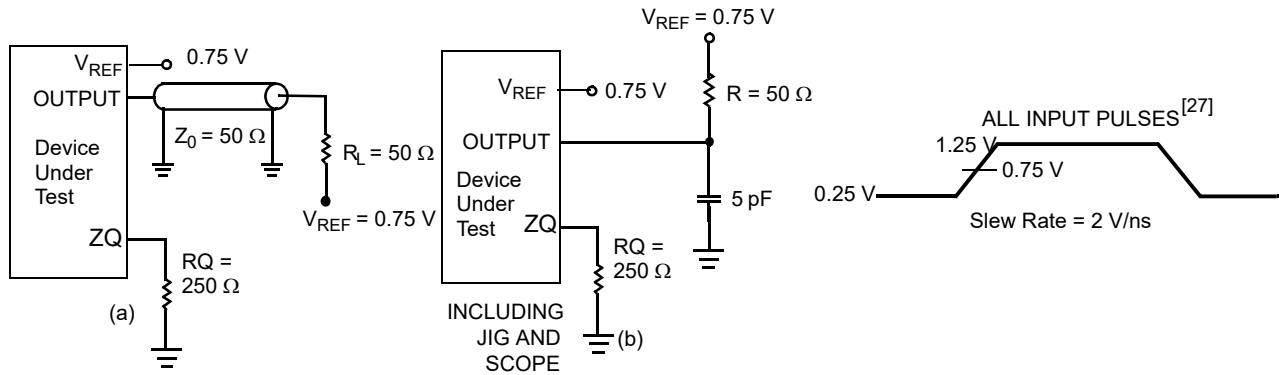 V_REF
0.75 V
OUTPUT
Z_0 = 50 Ω
Device
Under
Test
R_L = 50 Ω
V_REF = 0.75 V
ZQ
RQ =
250 Ω
(a)
V_REF = 0.75 V
R = 50 Ω
V_REF
0.75 V
OUTPUT
Device
Under
Test
5 pF
ZQ
RQ =
250 Ω
INCLUDING
JIG AND
SCOPE
(b)
ALL INPUT PULSES[27]
1.25 V
0.75 V
0.25 V
Slew Rate = 2 V/ns